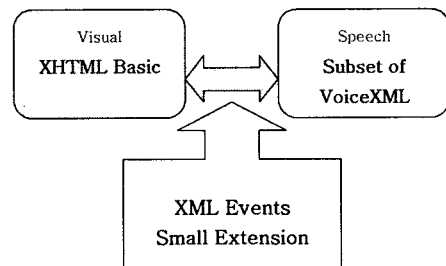 Visual
XHTML Basic
Speech
Subset of
VoiceXML
XML Events
Small Extension